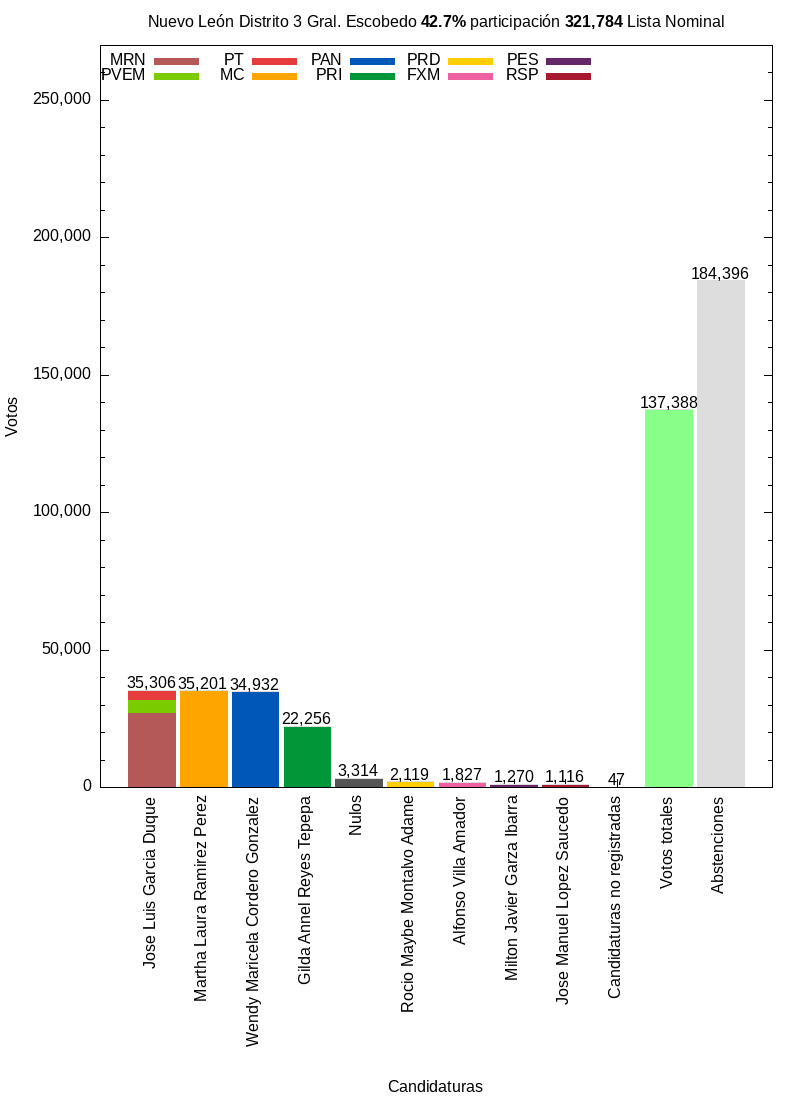 Nuevo León Distrito 3 Gral. Escobedo 42.7% participación 321,784 Lista Nominal
MRN PT PAN PRD PES
PVEM MC PRI FXM RSP
250,000
200,000
150,000
100,000
50,000
0
Votos
184,396
137,388
35,306 35,201 34,932
22,256
3,314 2,119 1,827 1,270 1,116 47
Jose Luis Garcia Duque
Martha Laura Ramirez Perez
Wendy Maricela Cordero Gonzalez
Gilda Annel Reyes Tepepa
Nulos
Rocio Maybe Montalvo Adame
Alfonso Villa Amador
Milton Javier Garza Ibarra
Jose Manuel Lopez Saucedo
Candidaturas no registradas
Votos totales
Abstenciones
Candidaturas